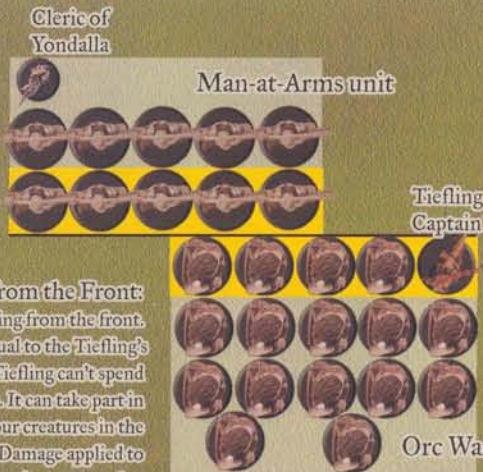 Cleric of
Yondalla
Man-at-Arms unit
Tiefling
Captain
rom the Front:
ing from the front.
ual to the Tiefling's
Tiefling can't spend
. It can take part in
our creatures in the
Damage applied to
Orc Wa